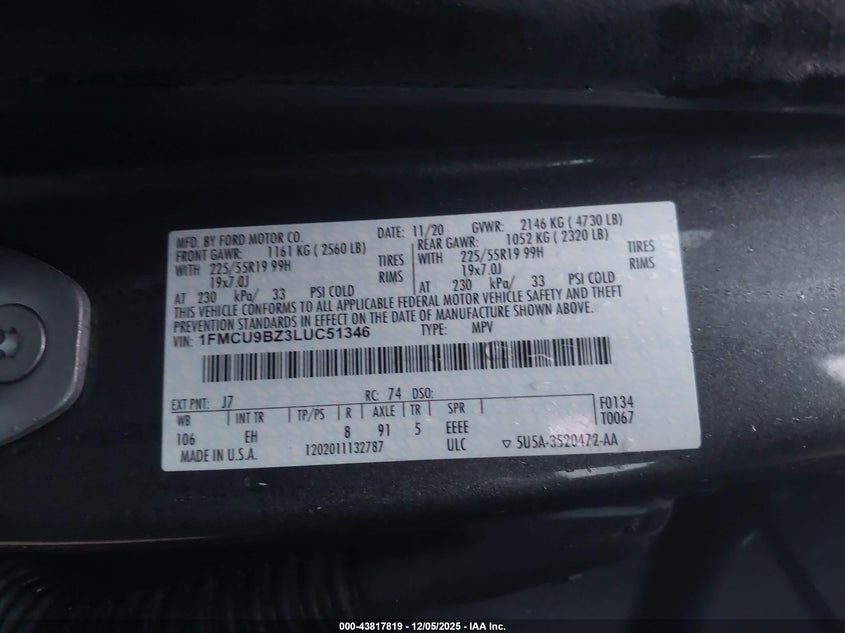 MFD. BY FORD MOTOR CO. DATE: 11/20 GVWR: 2146 KG ( 4730 LB)
FRONT GAWR: 1161 KG ( 2560 LB) REAR GAWR: 1052 KG ( 2320 LB)
WITH 225/55R19 99H TIRES WITH 225/55R19 99H TIRES
19x7.0J RIMS 19x7.0J RIMS
AT 230 kPa/ 33 PSI COLD AT 230 kPa/ 33 PSI COLD
THIS VEHICLE CONFORMS TO ALL APPLICABLE FEDERAL MOTOR VEHICLE SAFETY AND THEFT
PREVENTION STANDARDS IN EFFECT ON THE DATE OF MANUFACTURE SHOWN ABOVE.
VIN: 1FMCU9BZ3LUC51346 TYPE: MPV
EXT PNT: J7 RC: 74 DSO:
WB INT TR TP/PS R AXLE TR SPR F0134
106 EH 8 91 5 EEEE T0067
MADE IN U.S.A. 1202011132787 ULC ▽ 5U5A-3520472-AA
000-43817819 - 12/05/2025 - IAA Inc.